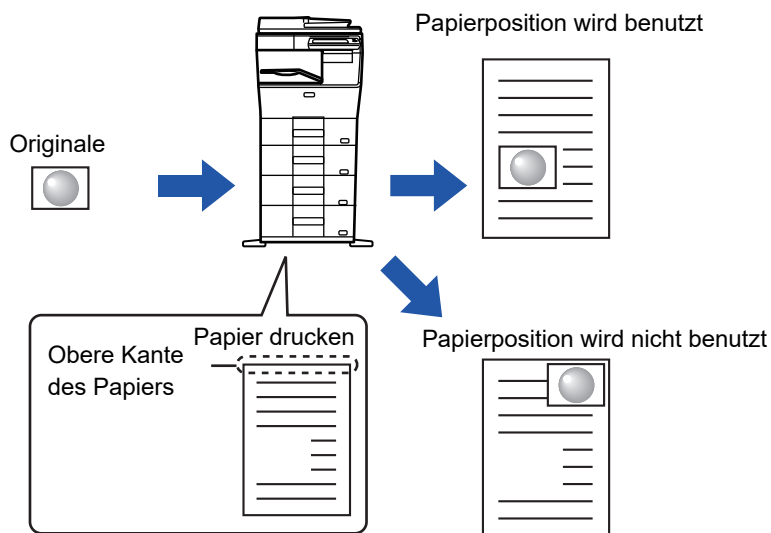 Papierposition wird benutzt
Originale
Papierposition wird nicht benutzt
Papier drucken
Obere Kante
des Papiers